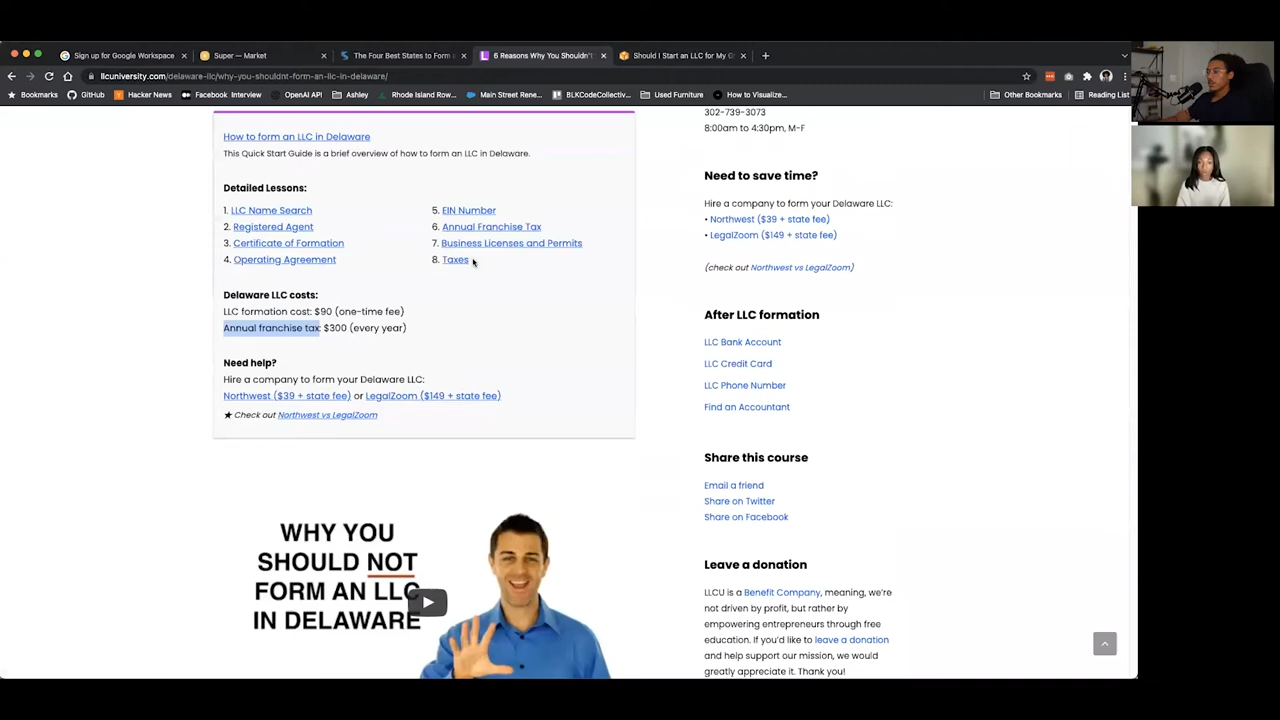 Sign up for Google Workspace
Super — Market
The Four Best States to Form
6 Reasons Why You Shouldn'
Should I Start an LLC for My G
llcuniversity.com/delaware-llc/why-you-shouldnt-form-an-llc-in-delaware/
Bookmarks
GitHub
Hacker News
Facebook Interview
OpenAI API
Ashley
Rhode Island Row...
Main Street Rene...
BLKCodeCollectiv...
Used Furniture
How to Visualize...
Other Bookmarks
Reading List
How to form an LLC in Delaware
This Quick Start Guide is a brief overview of how to form an LLC in Delaware.
Detailed Lessons:
1. LLC Name Search
2. Registered Agent
3. Certificate of Formation
4. Operating Agreement
5. EIN Number
6. Annual Franchise Tax
7. Business Licenses and Permits
8. Taxes
Delaware LLC costs:
LLC formation cost: $90 (one-time fee)
Annual franchise tax: $300 (every year)
Need help?
Hire a company to form your Delaware LLC:
Northwest ($39 + state fee) or LegalZoom ($149 + state fee)
★ Check out Northwest vs LegalZoom
WHY YOU
SHOULD NOT
FORM AN LLC
IN DELAWARE
302-739-3073
8:00am to 4:30pm, M-F
Need to save time?
Hire a company to form your Delaware LLC:
• Northwest ($39 + state fee)
• LegalZoom ($149 + state fee)
(check out Northwest vs LegalZoom)
After LLC formation
LLC Bank Account
LLC Credit Card
LLC Phone Number
Find an Accountant
Share this course
Email a friend
Share on Twitter
Share on Facebook
Leave a donation
LLCU is a Benefit Company, meaning, we're
not driven by profit, but rather by
empowering entrepreneurs through free
education. If you'd like to leave a donation
and help support our mission, we would
greatly appreciate it. Thank you!